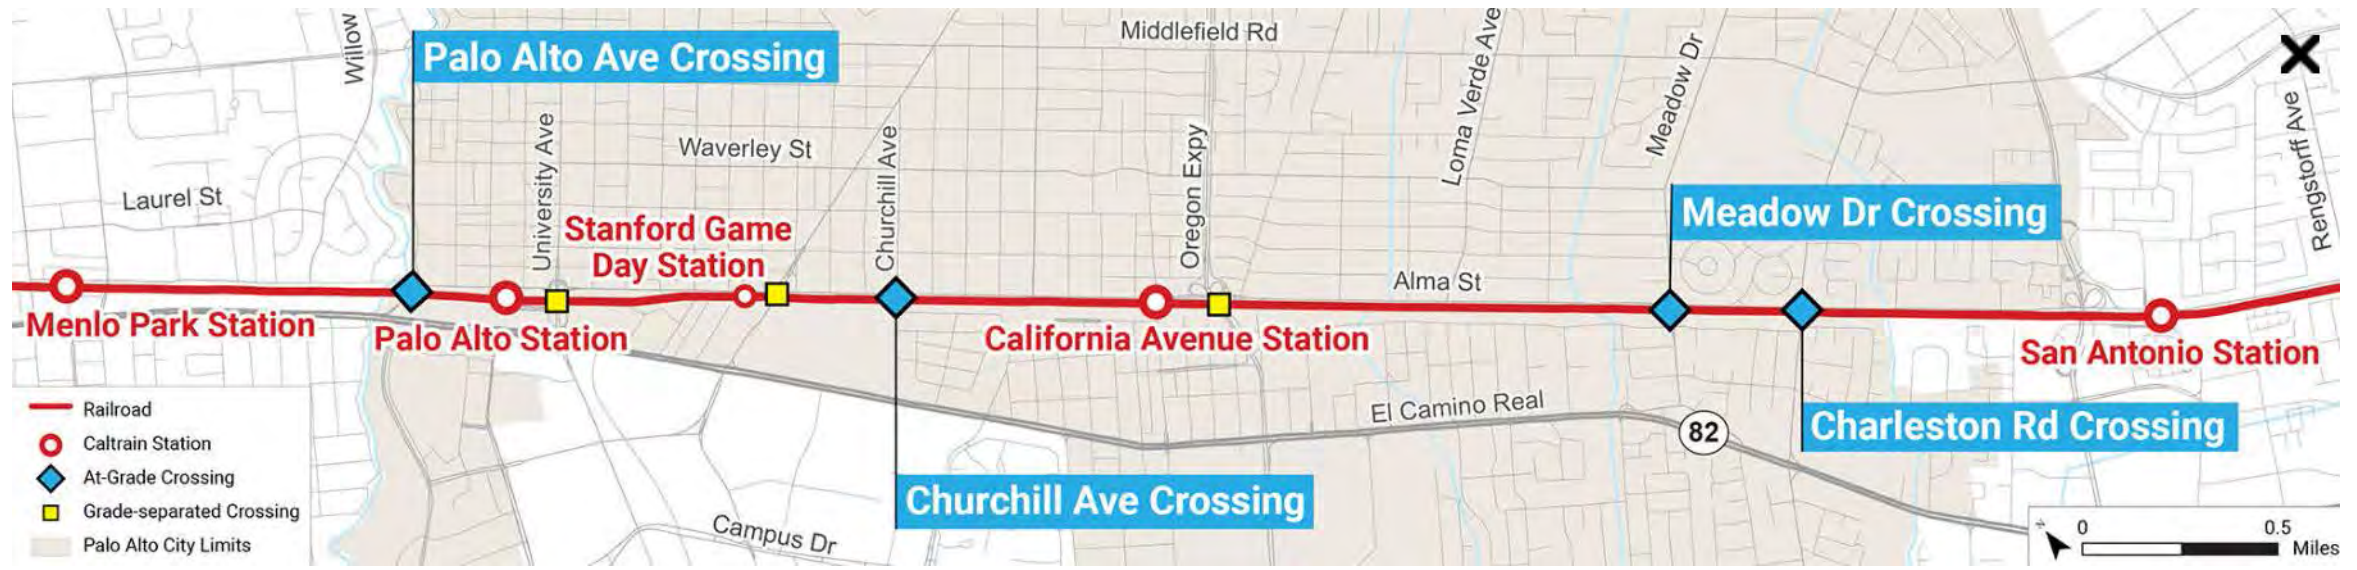 Middlefield Rd
Willow
Palo Alto Ave Crossing
Loma Verde Ave
Meadow Dr
Rengstorff Ave
University Ave
Waverley St
Churchill Ave
Oregon Expy
Laurel St
Stanford Game
Day Station
Meadow Dr Crossing
Alma St
Menlo Park Station
Palo Alto Station
California Avenue Station
San Antonio Station
El Camino Real
82
Charleston Rd Crossing
Churchill Ave Crossing
Campus Dr
Railroad
Caltrain Station
At-Grade Crossing
Grade-separated Crossing
Palo Alto City Limits
0 0.5
Miles